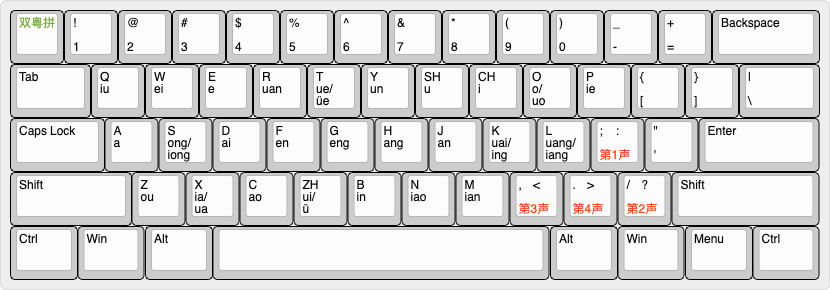 双粤拼 ! @ # $ % ^ & * ( ) _ + Backspace
1 2 3 4 5 6 7 8 9 0 - =
Tab Q W E R T Y SH CH O P { } |
iu ei e uan ue/ un u i o/ ie [ ] \
üe uo
Caps Lock A S D F G H J K L ; : " Enter
a ong/ ai en eng ang an uai/ uang/ 第1声 '
iong ing iang
Shift Z X C ZH B N M , < . > / ? Shift
ou ia/ ao ui/ in iao ian 第3声 第4声 第2声
ua ü
Ctrl Win Alt Alt Win Menu Ctrl